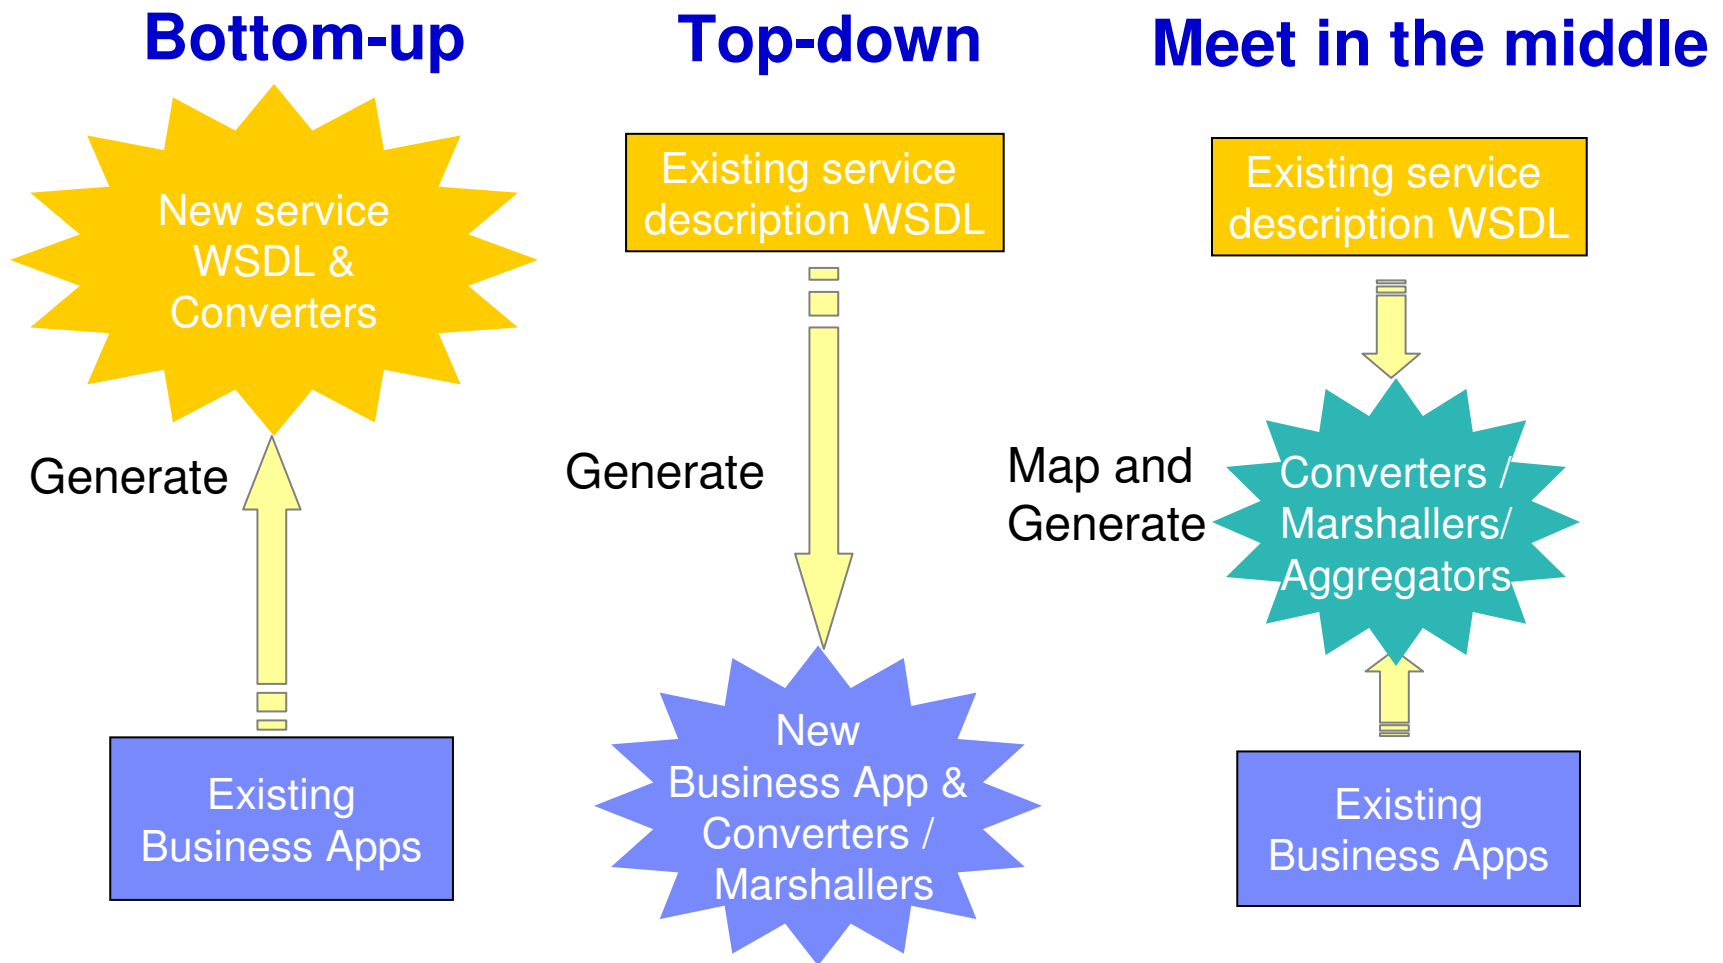 Bottom-up
New service
WSDL &
Converters
Generate
Existing
Business Apps
Top-down
Existing service
description WSDL
Generate
New
Business App &
Converters /
Marshallers
Meet in the middle
Existing service
description WSDL
Map and
Generate
Converters /
Marshallers/
Aggregators
Existing
Business Apps